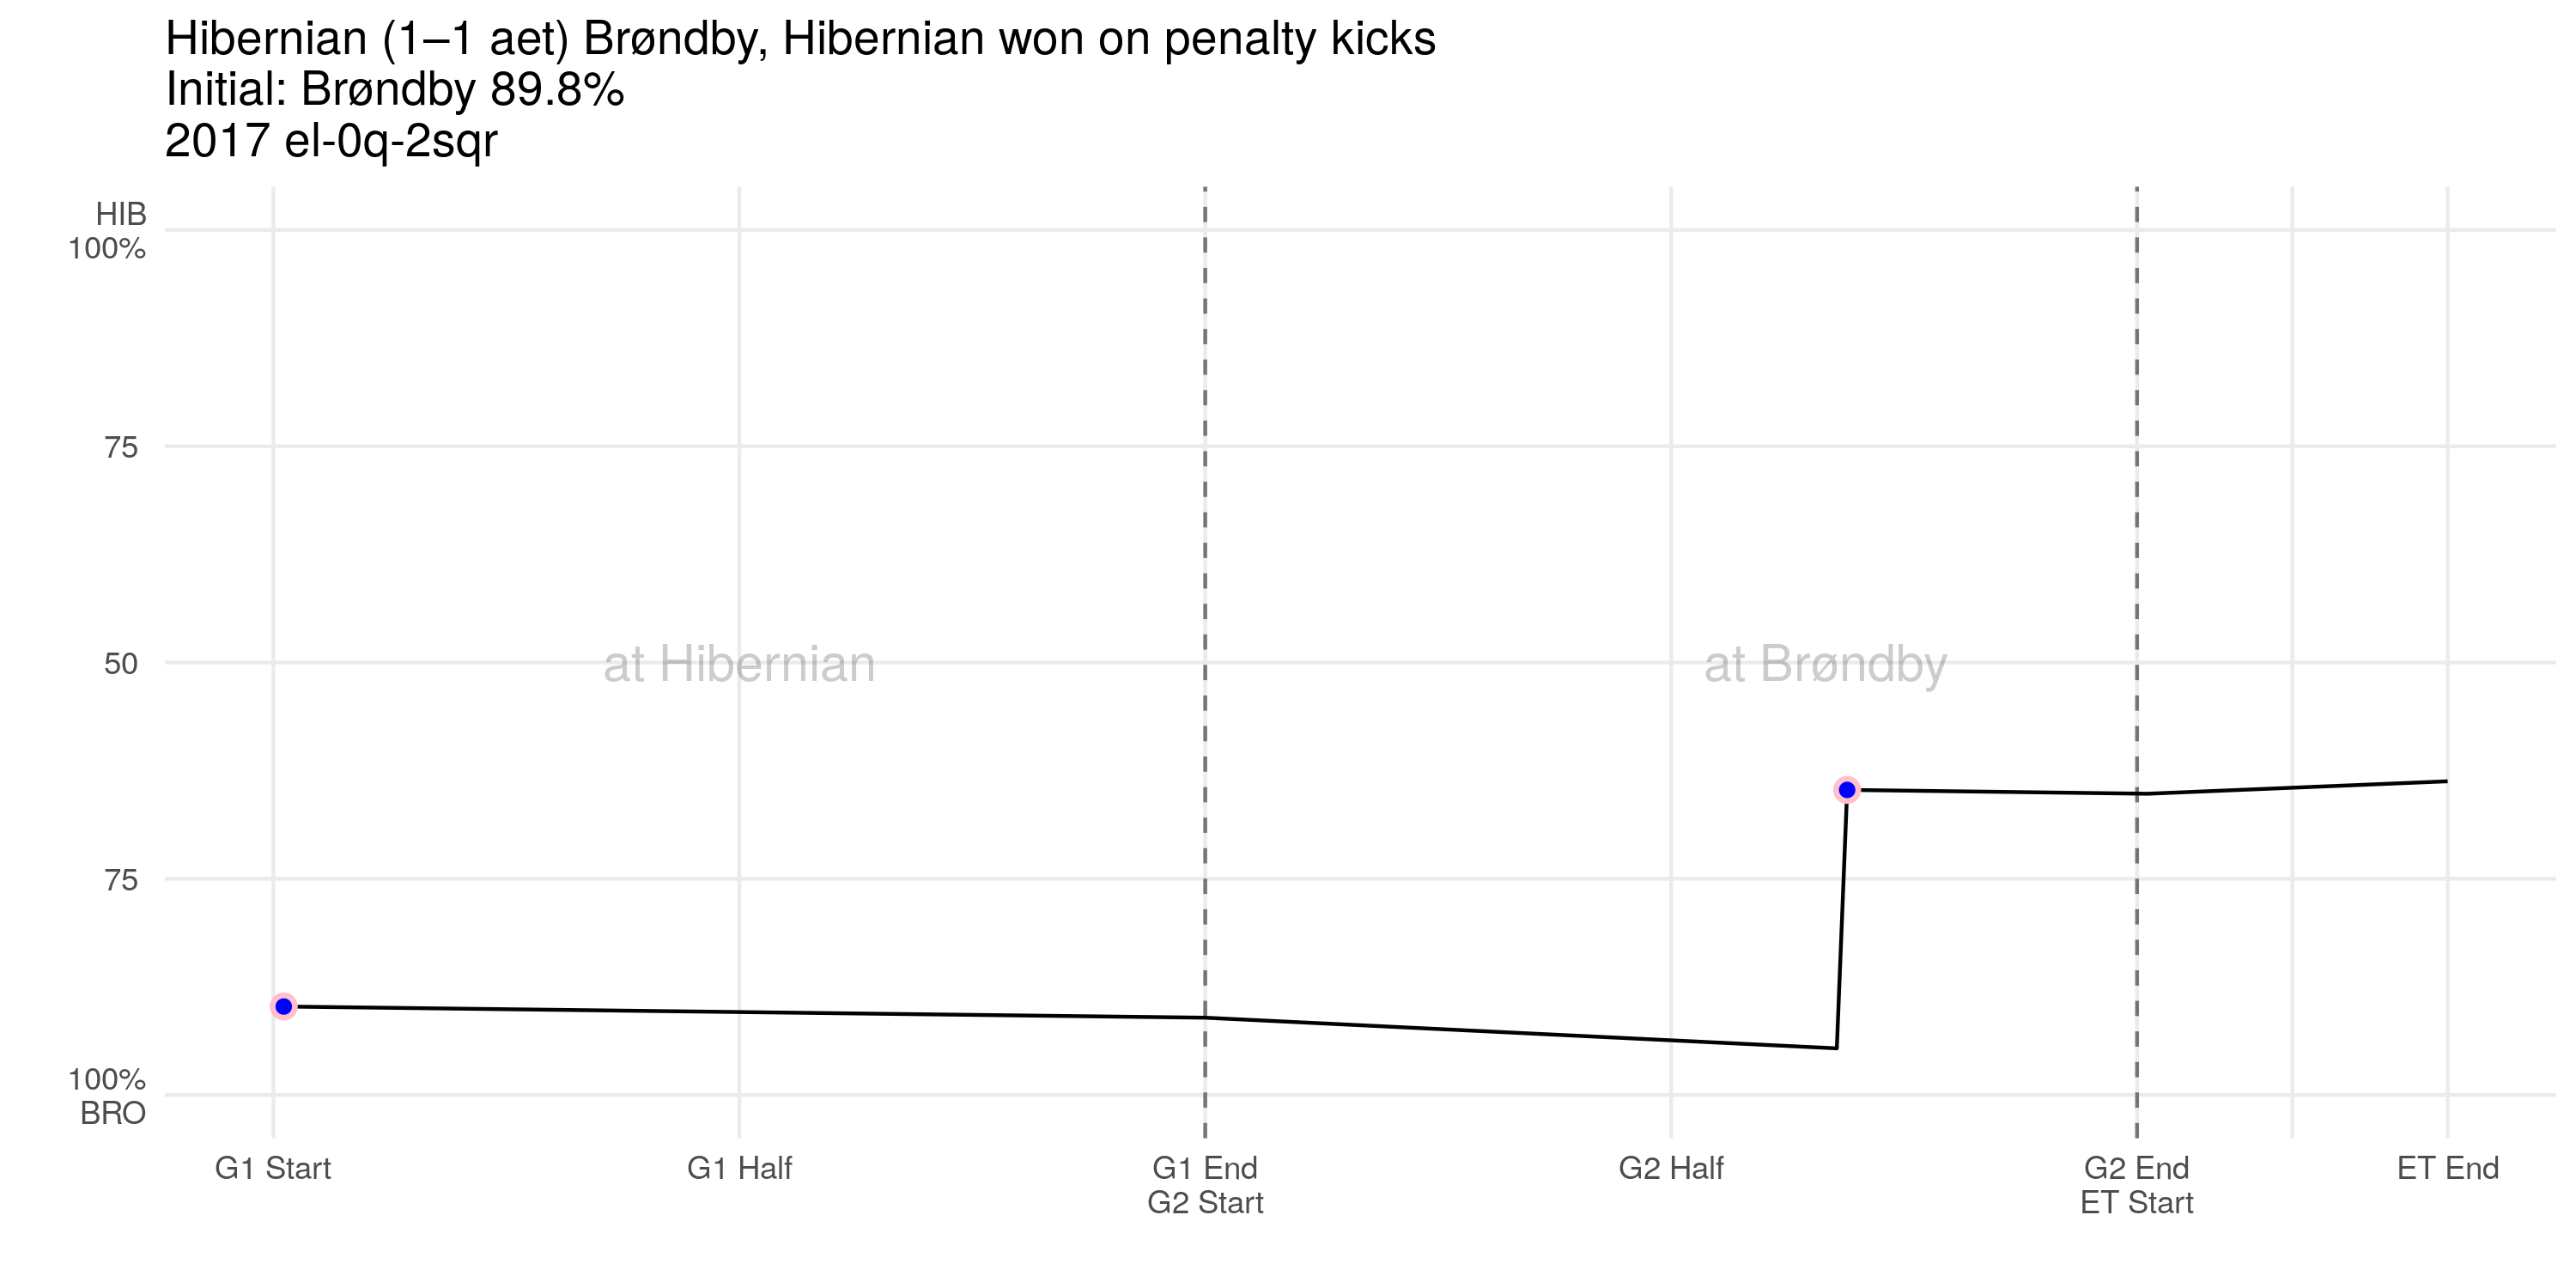 Hibernian (1–1 aet) Brøndby, Hibernian won on penalty kicks
Initial: Brøndby 89.8%
2017 el-0q-2sqr
HIB
100%
75
50
75
100%
BRO
at Hibernian
at Brøndby
G1 Start
G1 Half
G1 End
G2 Start
G2 Half
G2 End
ET Start
ET End